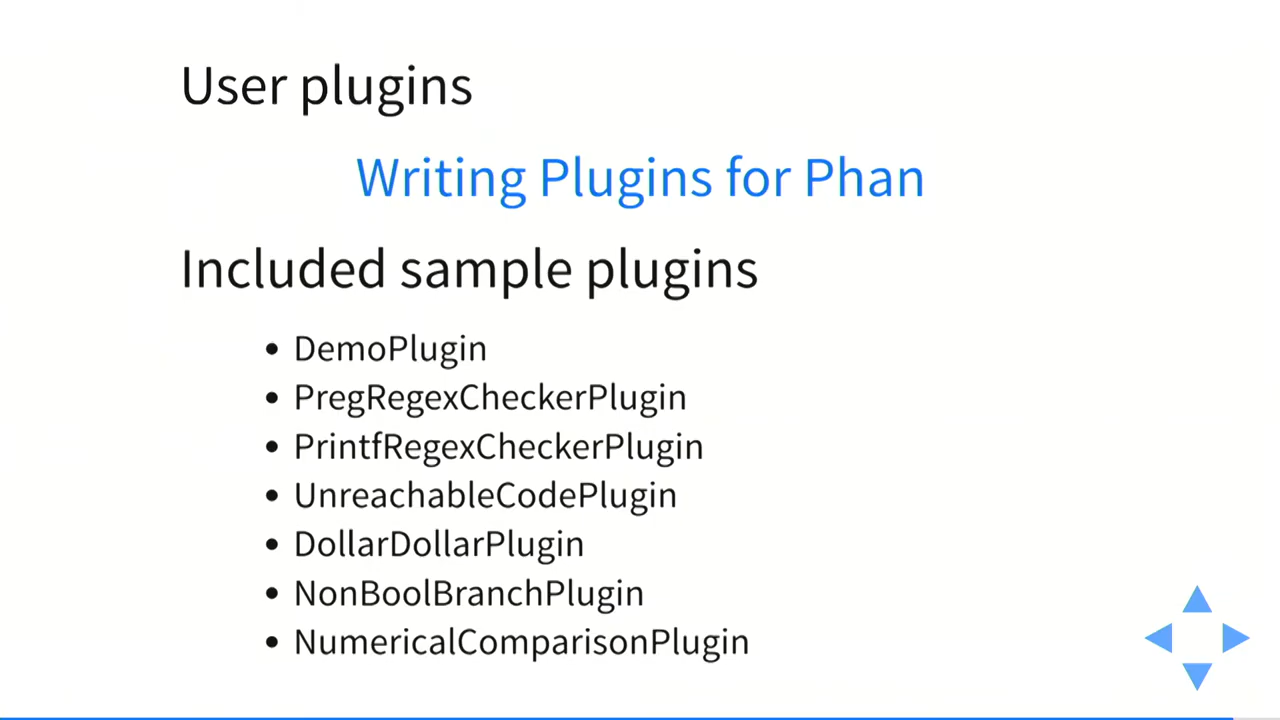 User plugins
Writing Plugins for Phan
Included sample plugins
DemoPlugin
PregRegexCheckerPlugin
PrintfRegexCheckerPlugin
UnreachableCodePlugin
DollarDollarPlugin
NonBoolBranchPlugin
NumericalComparisonPlugin